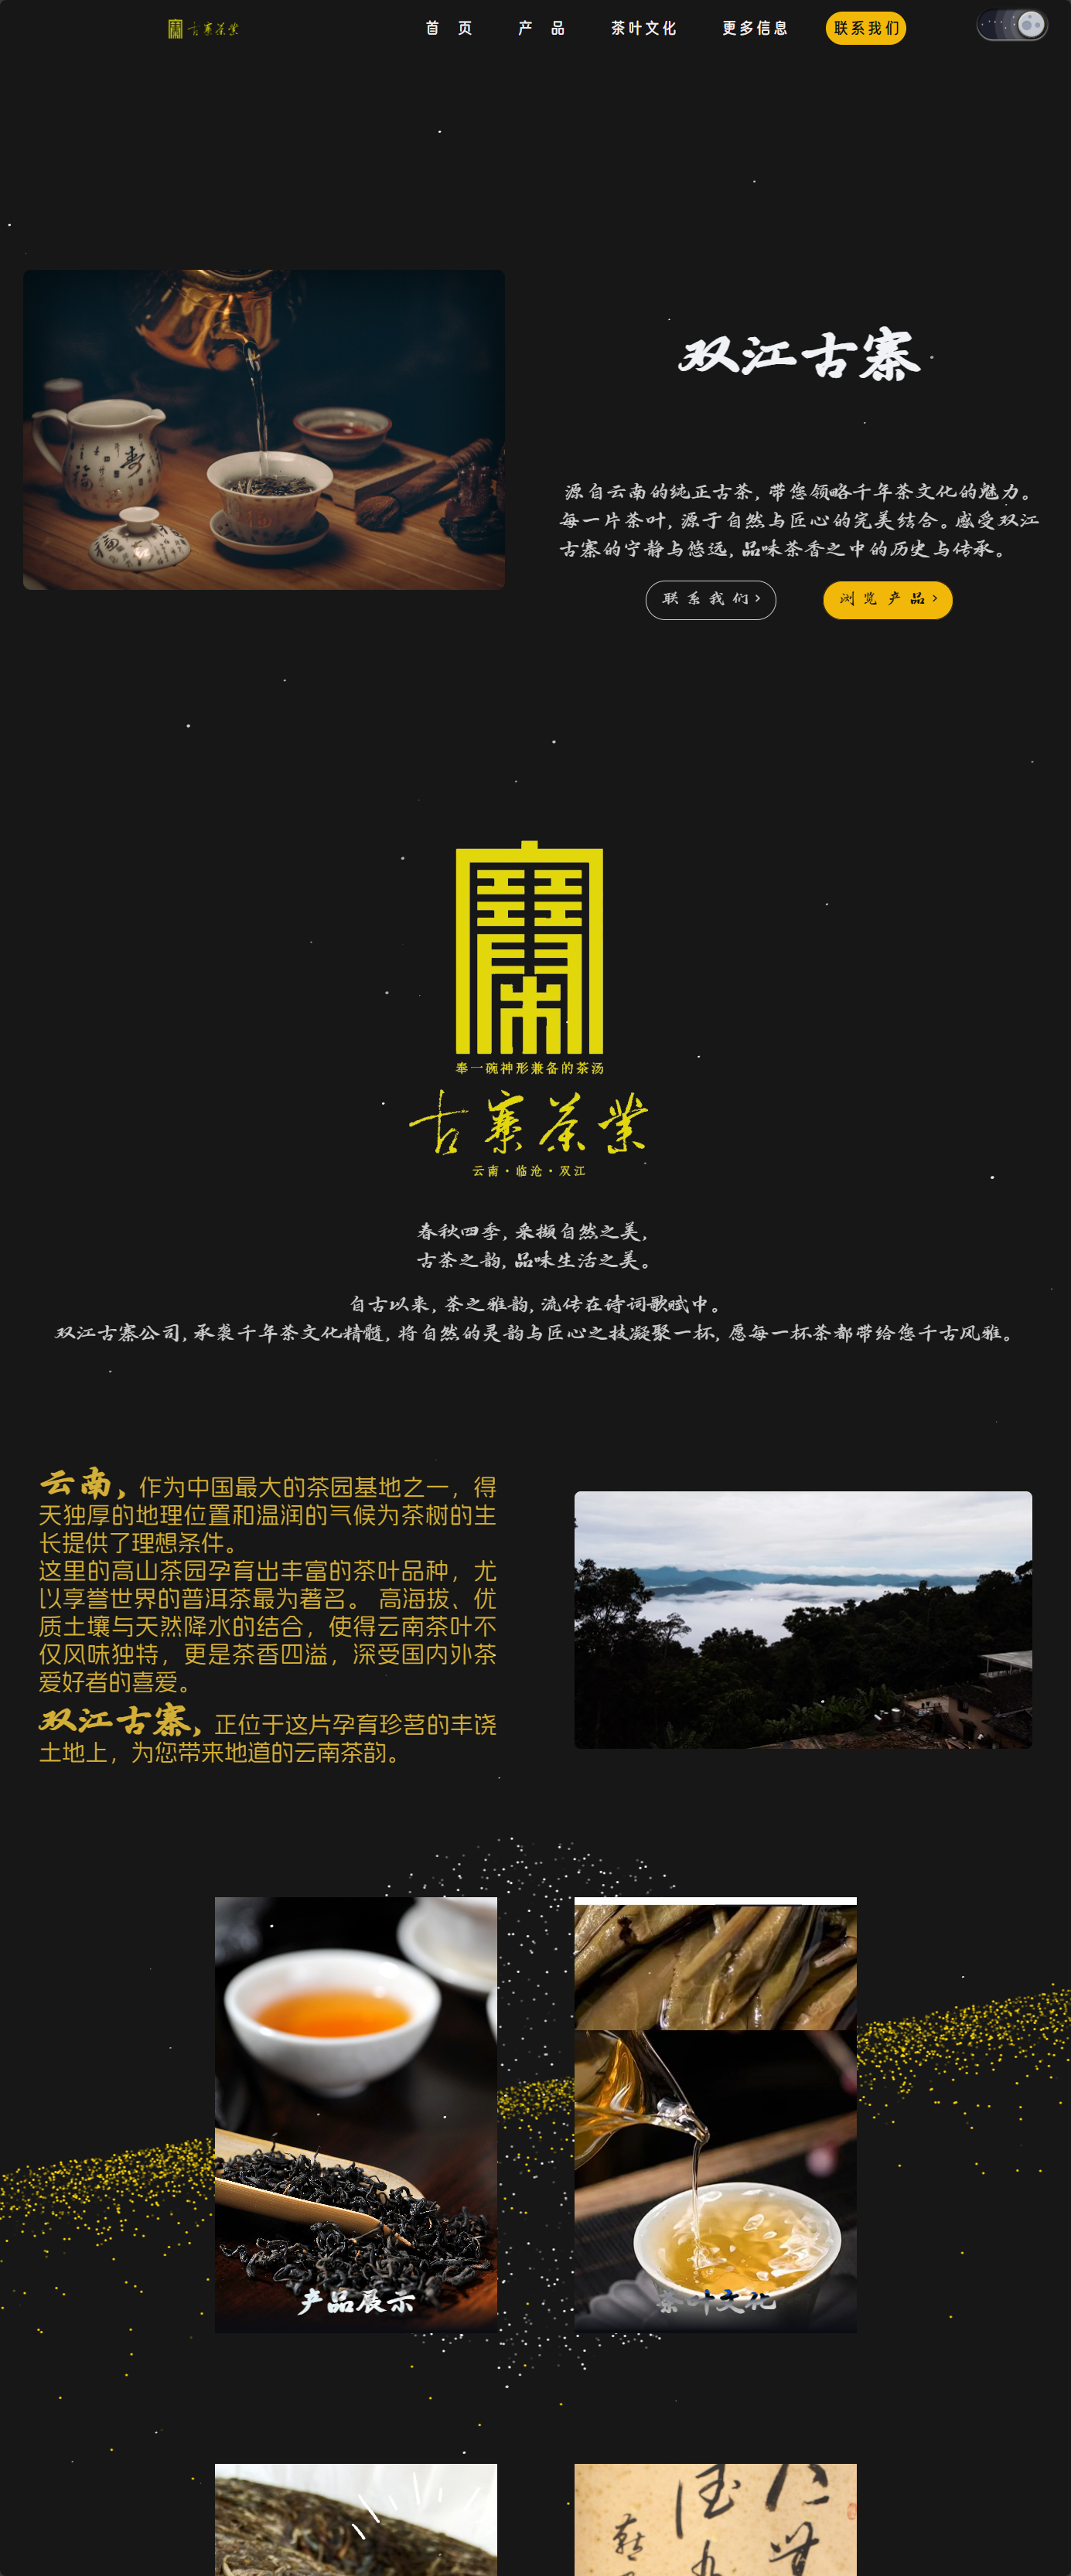 古寨茶業
首 页
产 品
茶叶文化
更多信息
联系我们
寿
福
双江古寨
源自云南的纯正古茶，带您领略千年茶文化的魅力。
每一片茶叶，源于自然与匠心的完美结合。感受双江
古寨的宁静与悠远，品味茶香之中的历史与传承。
联系我们
浏览产品
奉一碗神形兼备的茶汤
古寨茶業
云南·临沧·双江
春秋四季，采撷自然之美，
古茶之韵，品味生活之美。
自古以来，茶之雅韵，流传在诗词歌赋中。
双江古寨公司，承袭千年茶文化精髓，将自然的灵韵与匠心之技凝聚一杯，愿每一杯茶都带给您千古风雅。
云南，作为中国最大的茶园基地之一，得
天独厚的地理位置和温润的气候为茶树的生
长提供了理想条件。
这里的高山茶园孕育出丰富的茶叶品种，尤
以享誉世界的普洱茶最为著名。 高海拔、优
质土壤与天然降水的结合，使得云南茶叶不
仅风味独特，更是茶香四溢，深受国内外茶
爱好者的喜爱。
双江古寨，正位于这片孕育珍茗的丰饶
土地上，为您带来地道的云南茶韵。
产品展示
茶叶文化